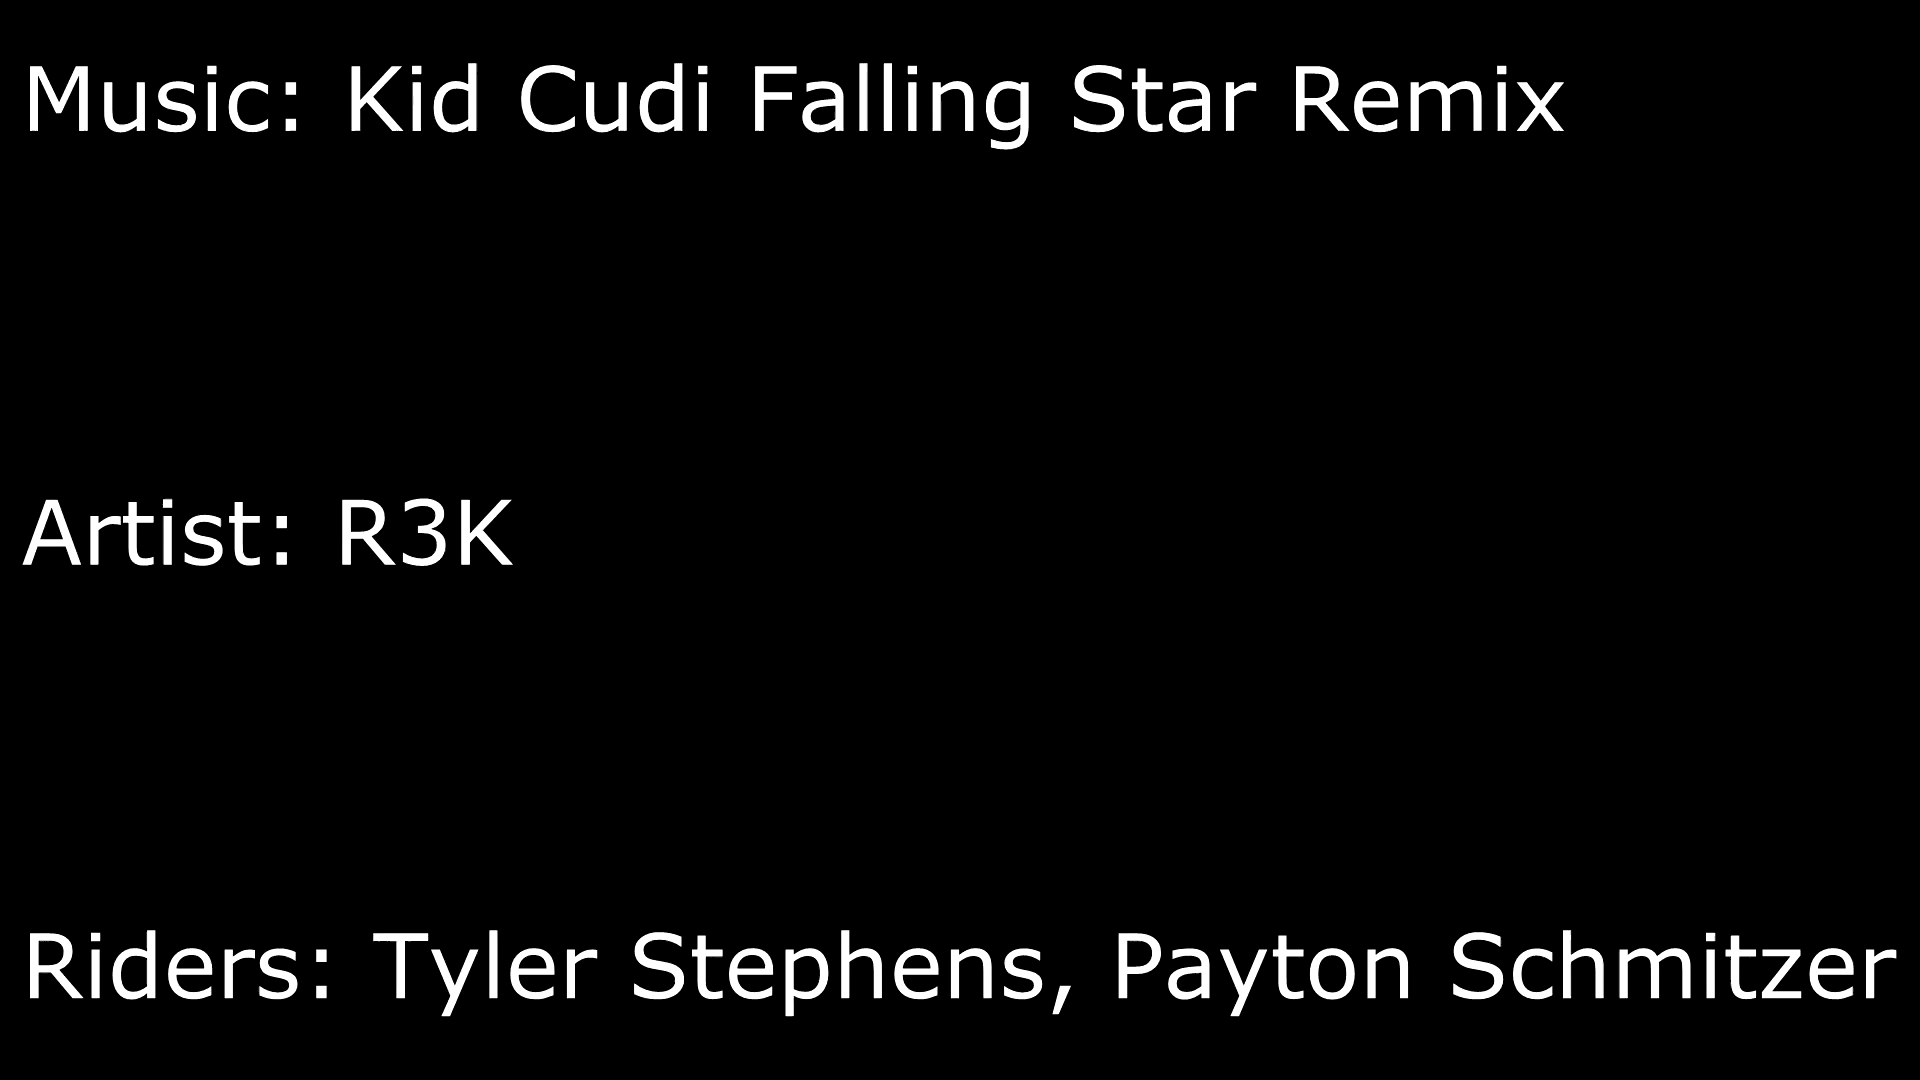 Music: Kid Cudi Falling Star Remix
Artist: R3K
Riders: Tyler Stephens, Payton Schmitzer